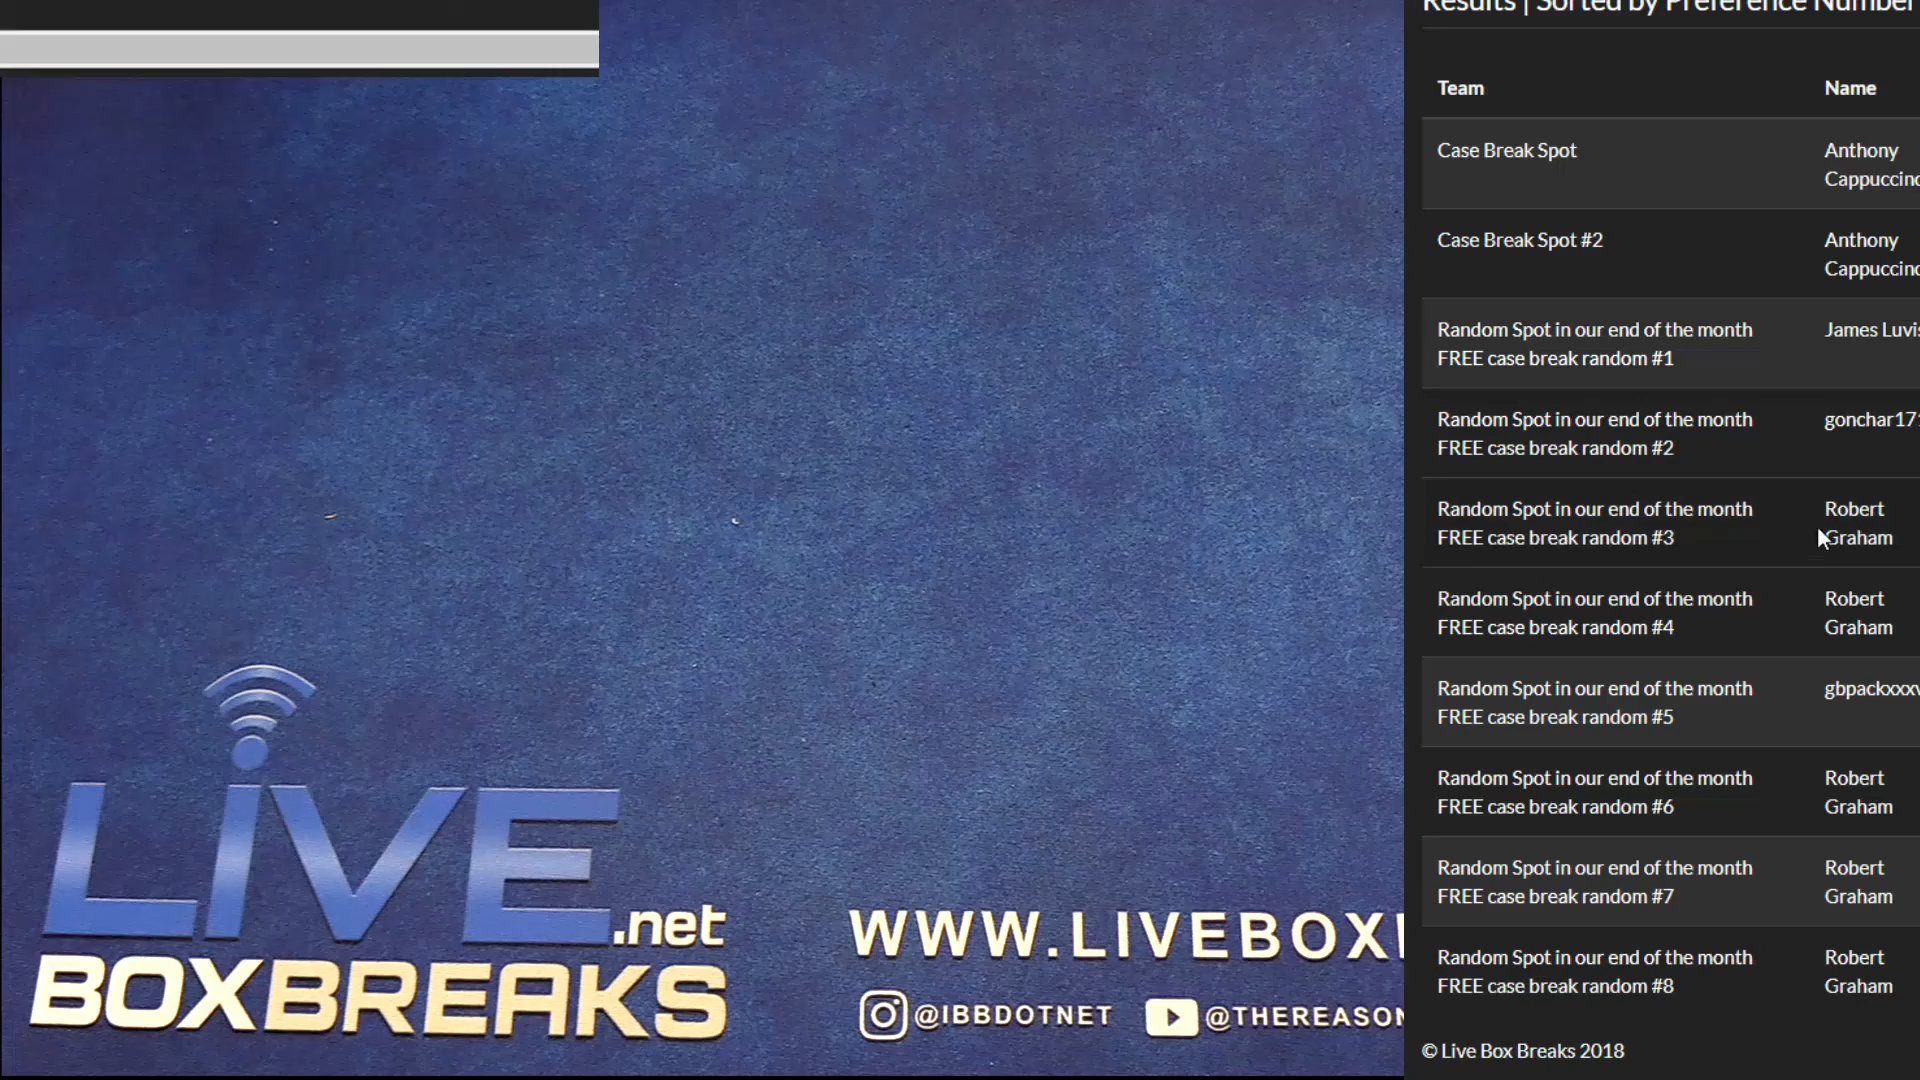 Results | Sorted by Preference Number
Team Name
Case Break Spot Anthony
Case Break Spot #2 Anthony
Random Spot in our end of the month James
FREE case break random #1
Random Spot in our end of the month
FREE case break random #2
Random Spot in our end of the month Robert
FREE case break random #3 Graham
Random Spot in our end of the month Robert
FREE case break random #4 Graham
Random Spot in our end of the month
FREE case break random #5
Random Spot in our end of the month Robert
FREE case break random #6 Graham
Random Spot in our end of the month Robert
FREE case break random #7 Graham
Random Spot in our end of the month Robert
FREE case break random #8 Graham
© Live Box Breaks 2018
LiVE.net
BOXBREAKS
@IBBDOTNET